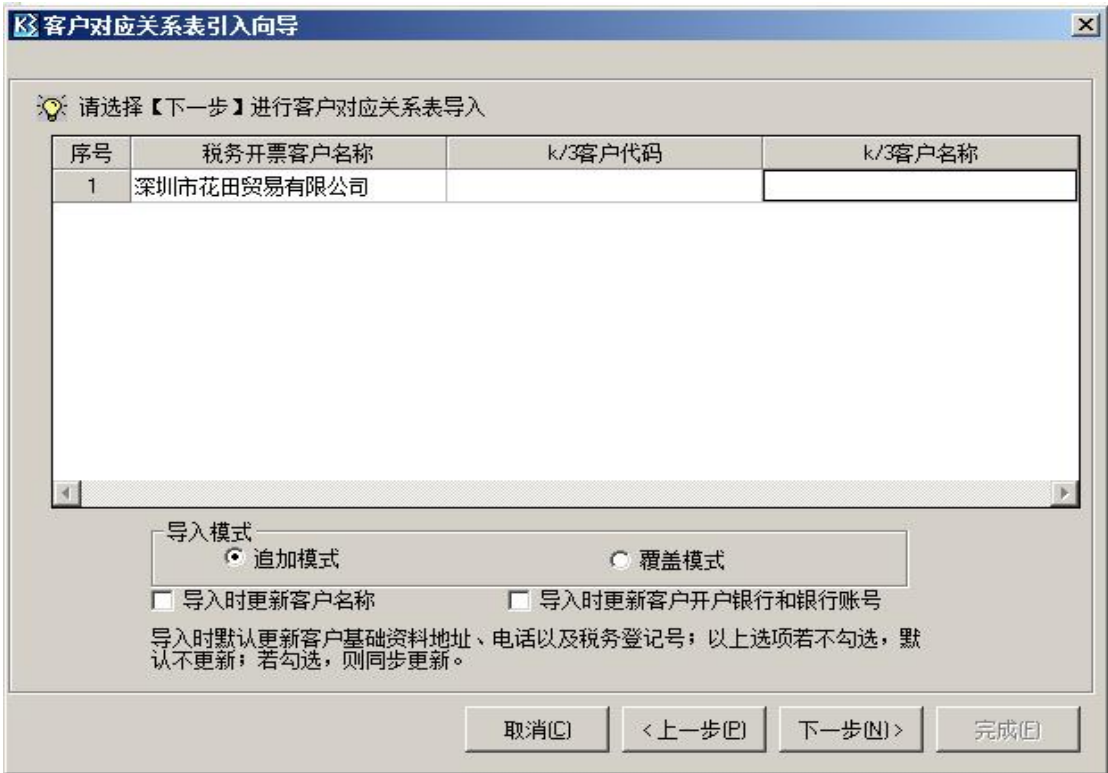 K3 客户对应关系表引入向导
请选择【下一步】进行客户对应关系表导入
序号 税务开票客户名称 k/3客户代码 k/3客户名称
1 深圳市花田贸易有限公司
导入模式
追加模式 覆盖模式
导入时更新客户名称 导入时更新客户开户银行和银行账号
导入时默认更新客户基础资料地址、电话以及税务登记号；以上选项若不勾选，默
认不更新；若勾选，则同步更新。
取消(C) <上一步(P) 下一步(N)> 完成(F)